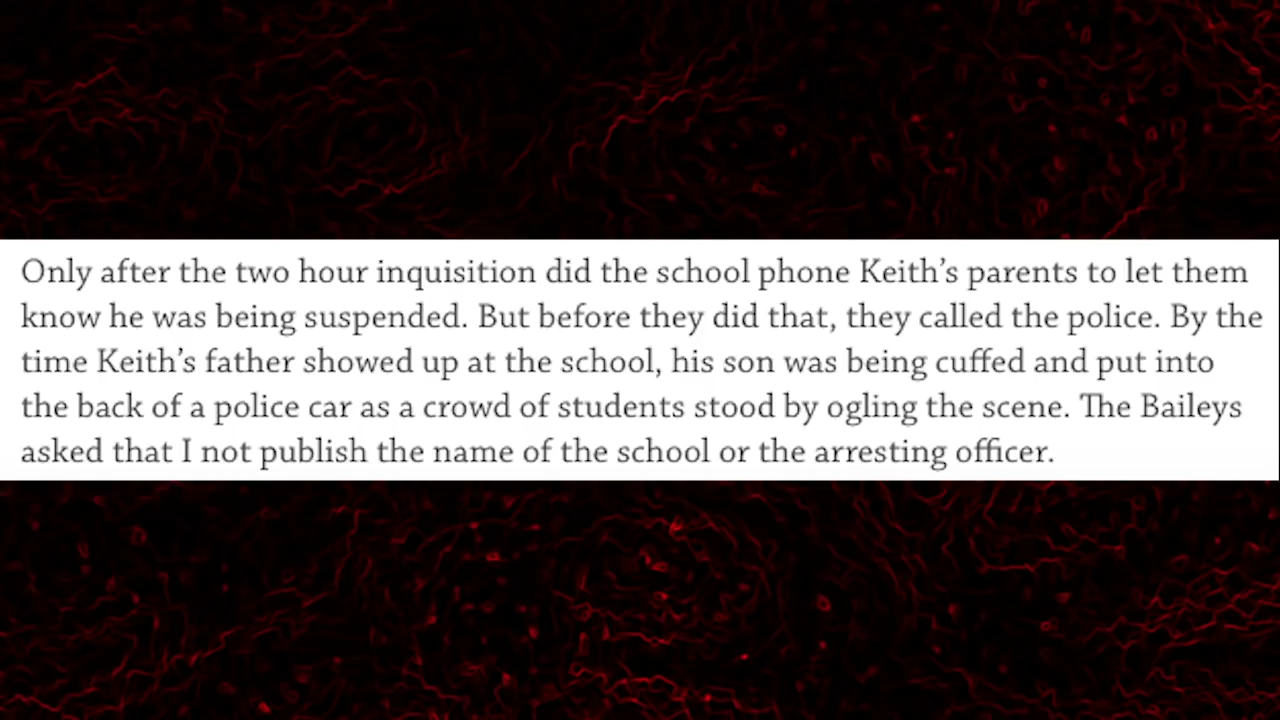 Only after the two hour inquisition did the school phone Keith’s parents to let them
know he was being suspended. But before they did that, they called the police. By the
time Keith’s father showed up at the school, his son was being cuffed and put into
the back of a police car as a crowd of students stood by ogling the scene. The Baileys
asked that I not publish the name of the school or the arresting officer.